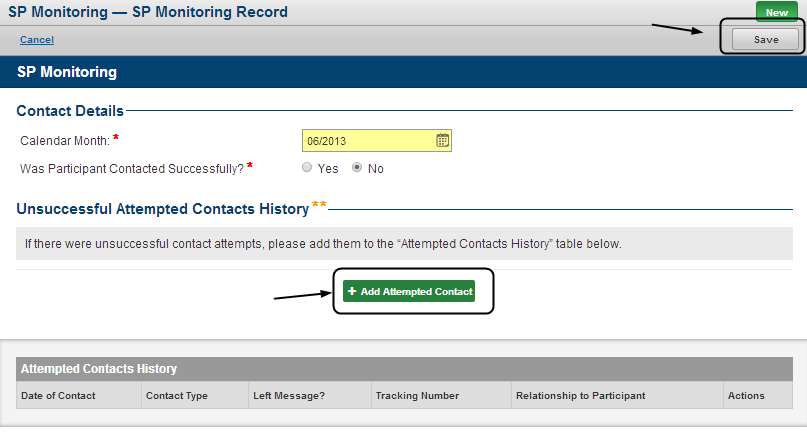 SP Monitoring — SP Monitoring Record
New
Cancel
Save
SP Monitoring
Contact Details
Calendar Month: *
06/2013
Was Participant Contacted Successfully? *
Yes
No
Unsuccessful Attempted Contacts History **
If there were unsuccessful contact attempts, please add them to the “Attempted Contacts History” table below.
+ Add Attempted Contact
Attempted Contacts History
Date of Contact
Contact Type
Left Message?
Tracking Number
Relationship to Participant
Actions